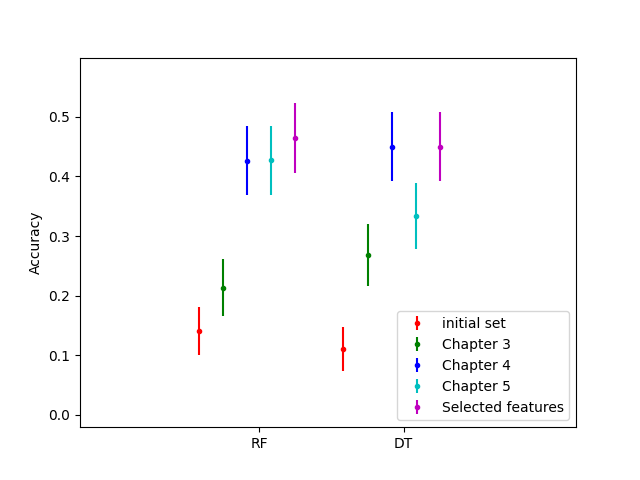 0.5
0.4
0.3
0.2
0.1
0.0
Accuracy
RF
DT
initial set
Chapter 3
Chapter 4
Chapter 5
Selected features